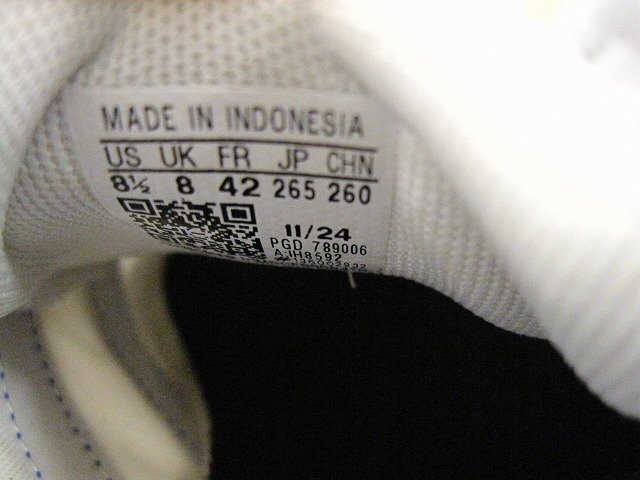 MADE IN INDONESIA
US UK FR JP CHN
8½ 8 42 265 260
11/24
PGD 789006